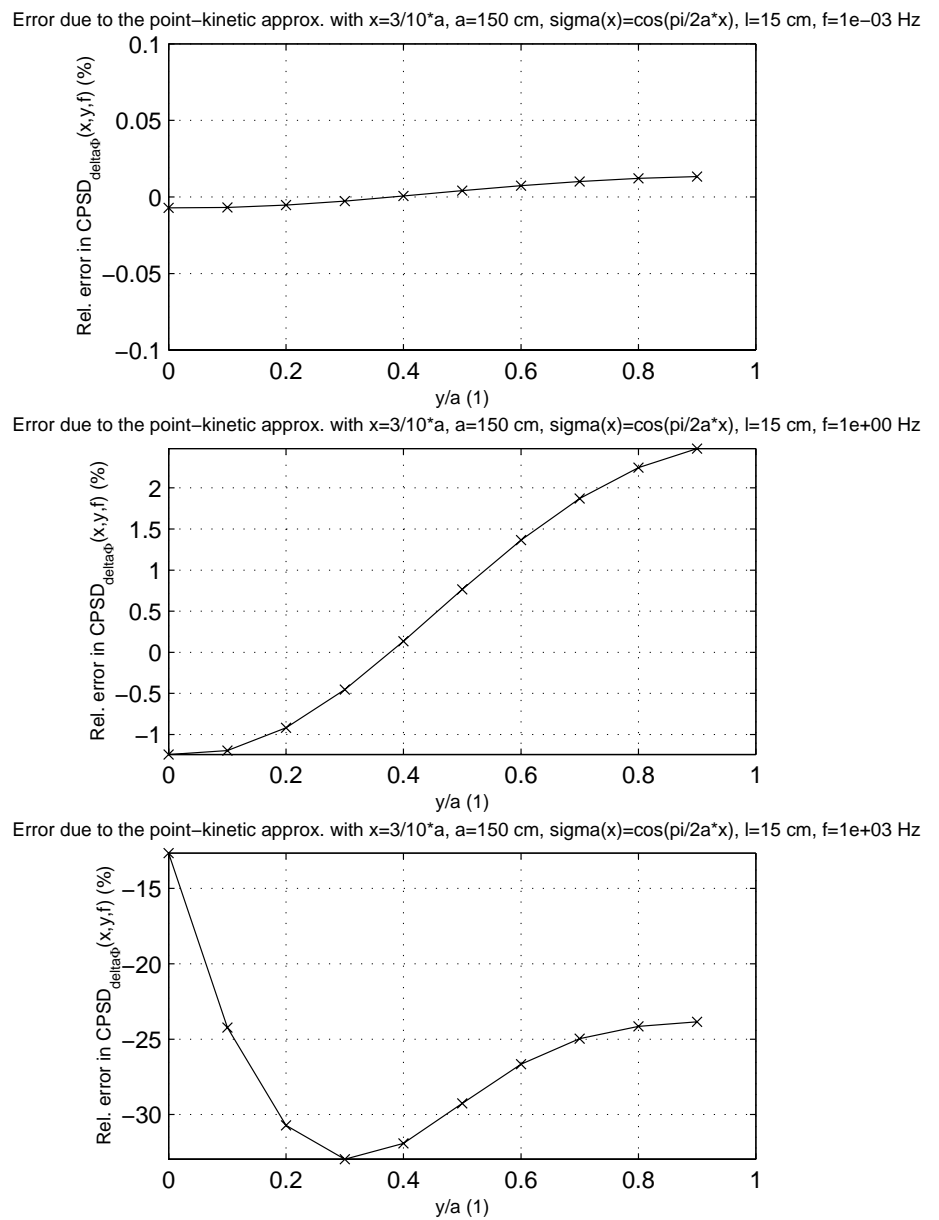 Error due to the point−kinetic approx. with x=3/10*a, a=150 cm, sigma(x)=cos(pi/2a*x), l=15 cm, f=1e−03 Hz
Rel. error in CPSD_deltaΦ(x,y,f) (%)
0.1
0.05
0
−0.05
−0.1
0 0.2 0.4 0.6 0.8 1
y/a (1)
Error due to the point−kinetic approx. with x=3/10*a, a=150 cm, sigma(x)=cos(pi/2a*x), l=15 cm, f=1e+00 Hz
Rel. error in CPSD_deltaΦ(x,y,f) (%)
2
1.5
1
0.5
0
−0.5
−1
0 0.2 0.4 0.6 0.8 1
y/a (1)
Error due to the point−kinetic approx. with x=3/10*a, a=150 cm, sigma(x)=cos(pi/2a*x), l=15 cm, f=1e+03 Hz
Rel. error in CPSD_deltaΦ(x,y,f) (%)
−15
−20
−25
−30
0 0.2 0.4 0.6 0.8 1
y/a (1)